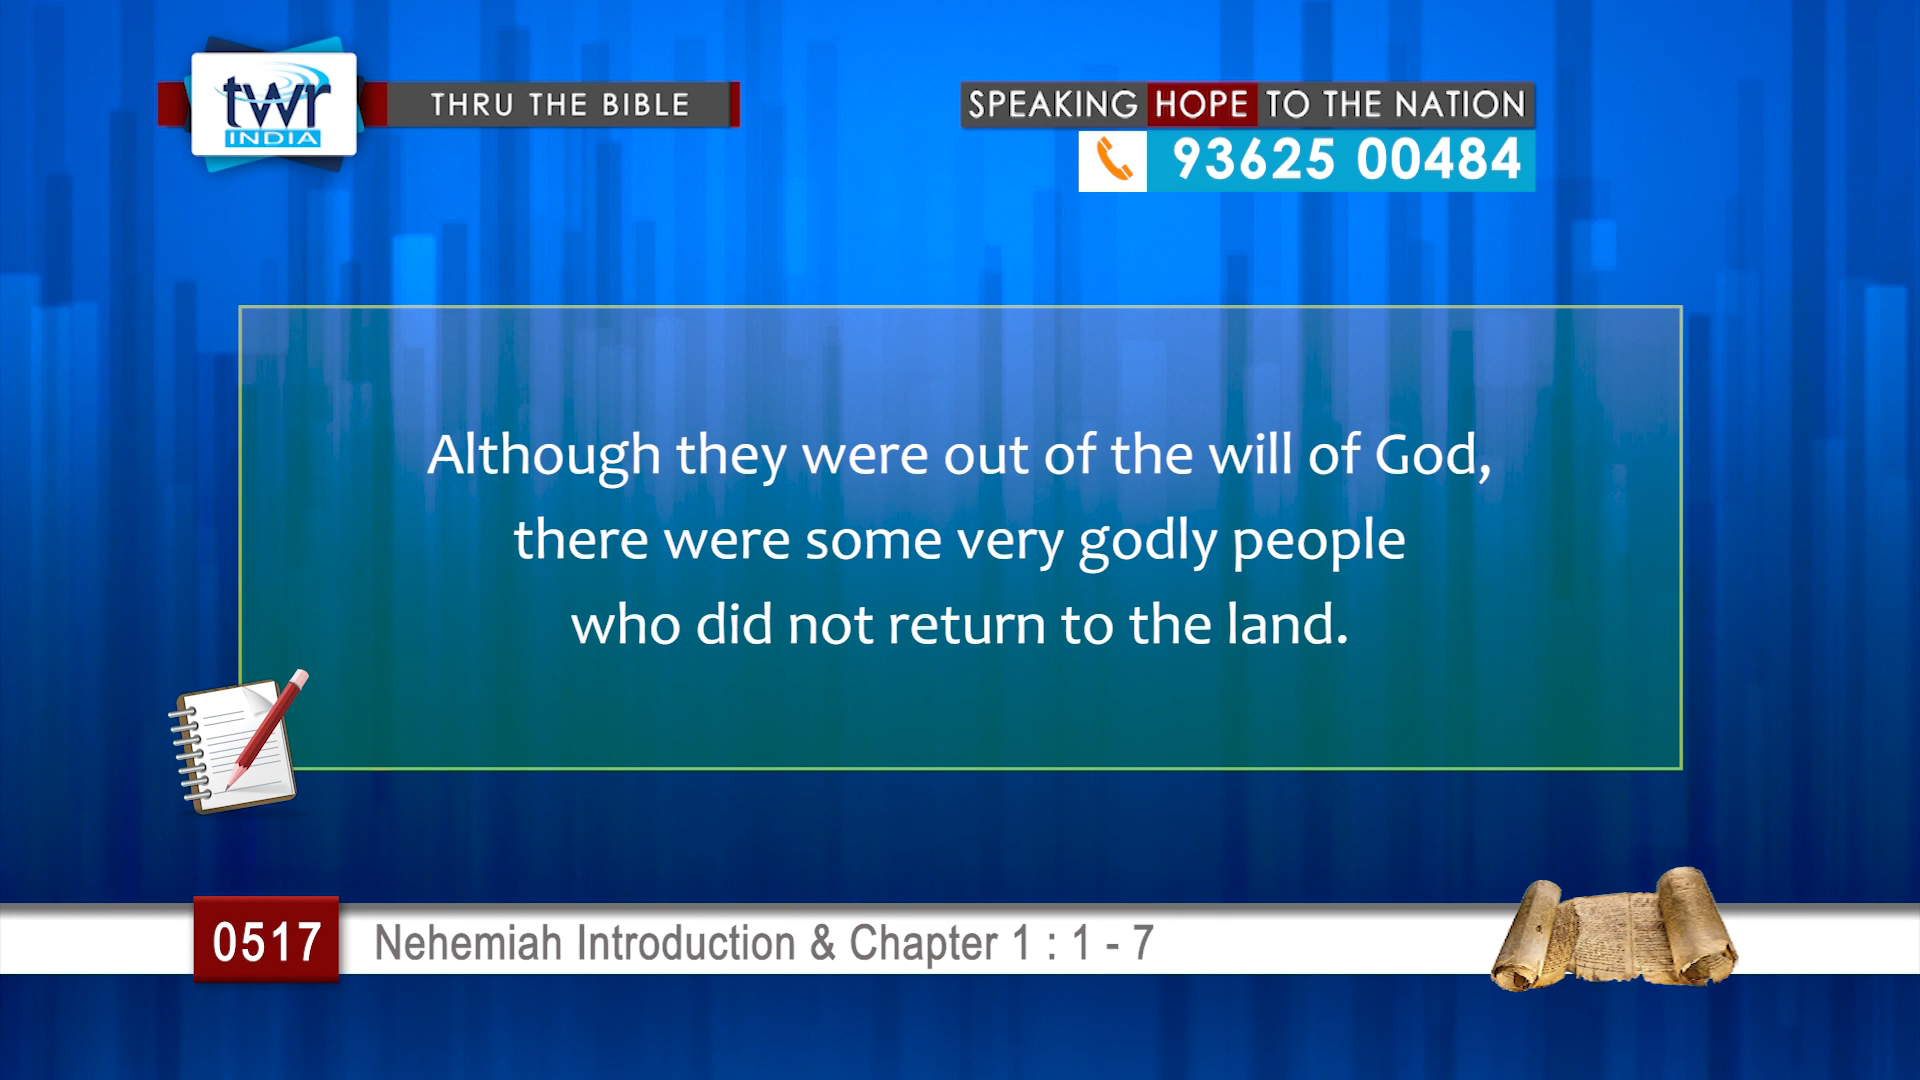 twr
INDIA
THRU THE BIBLE
SPEAKING HOPE TO THE NATION
93625 00484
Although they were out of the will of God,
there were some very godly people
who did not return to the land.
0517
Nehemiah Introduction & Chapter 1 : 1 - 7